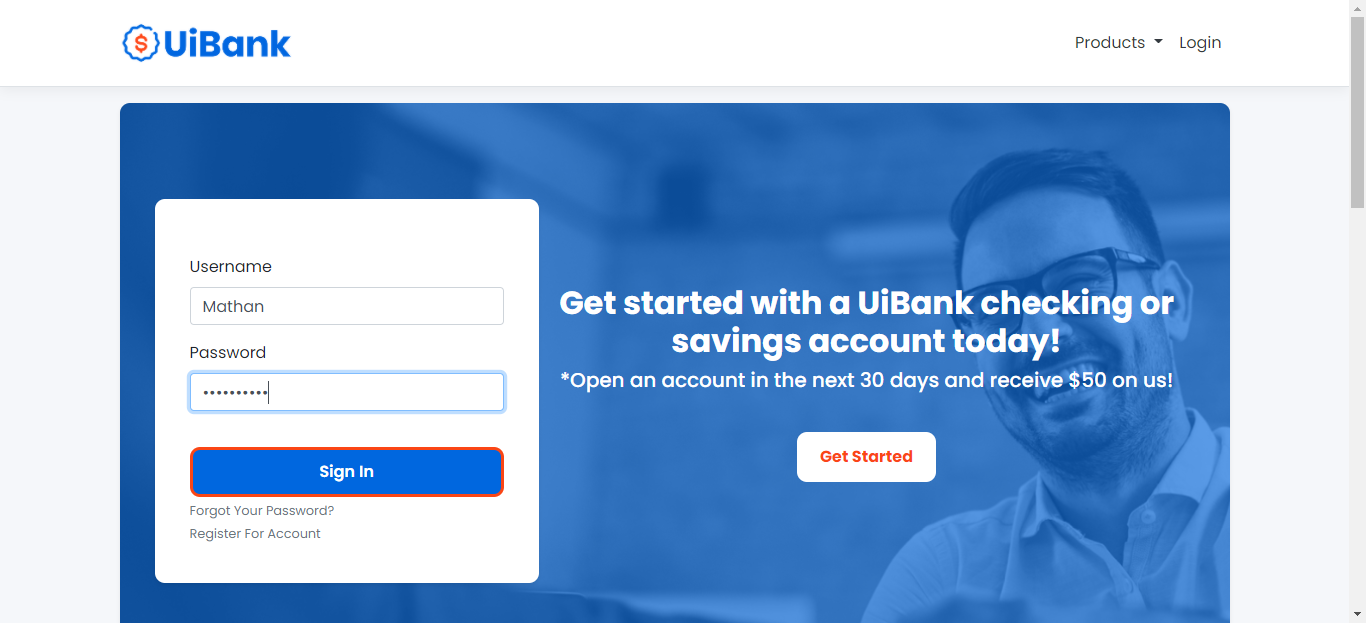 $ UiBank
Products
Login
Username
Mathan
Password
••••••••••
Sign In
Forgot Your Password?
Register For Account
Get started with a UiBank checking or
savings account today!
*Open an account in the next 30 days and receive $50 on us!
Get Started